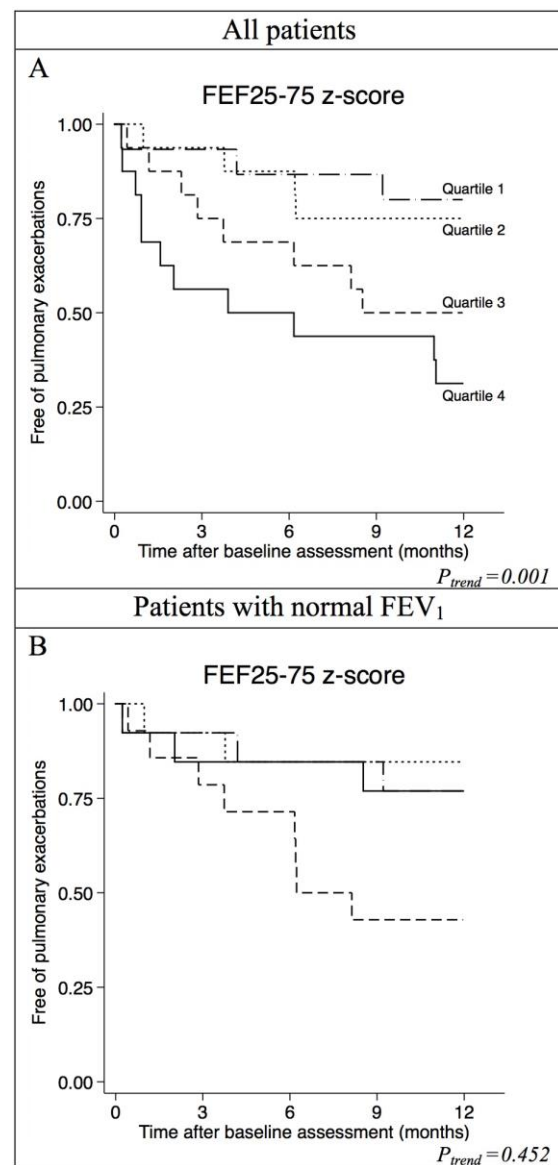 All patients
A
FEF25-75 z-score
Free of pulmonary exacerbations
1.00
0.75
0.50
0.25
0.00
Quartile 1
Quartile 2
Quartile 3
Quartile 4
0 3 6 9 12
Time after baseline assessment (months)
P_trend=0.001
Patients with normal FEV₁
B
FEF25-75 z-score
Free of pulmonary exacerbations
1.00
0.75
0.50
0.25
0.00
0 3 6 9 12
Time after baseline assessment (months)
P_trend=0.452